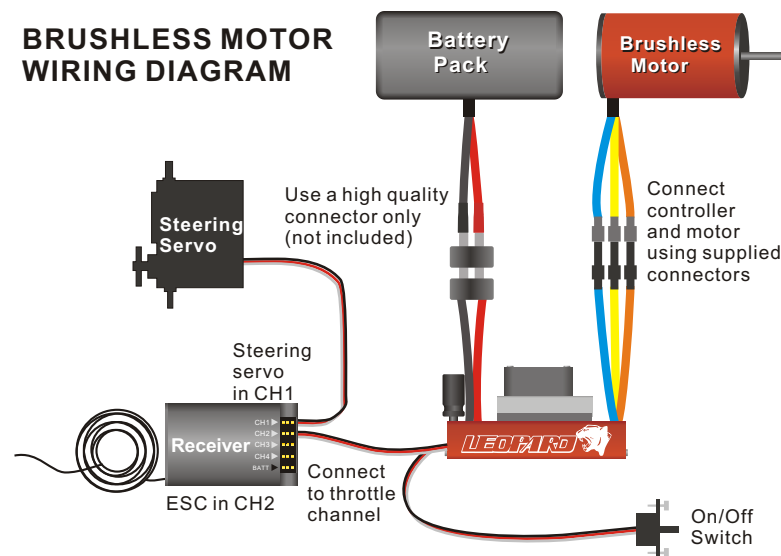 BRUSHLESS MOTOR
WIRING DIAGRAM
Battery
Pack
Brushless
Motor
Steering
Servo
Use a high quality
connector only
(not included)
Connect
controller
and motor
using supplied
connectors
Steering
servo
in CH1
Receiver
CH1
CH2
CH3
CH4
BATT
ESC in CH2
Connect
to throttle
channel
LEOPARD
On/Off
Switch